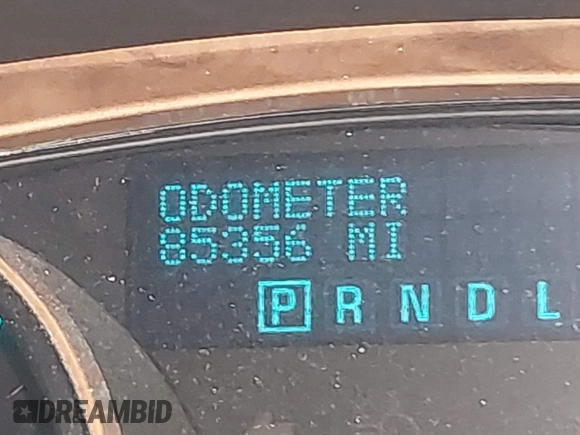 ODOMETER
85356 MI
P R N D L
DREAMBID